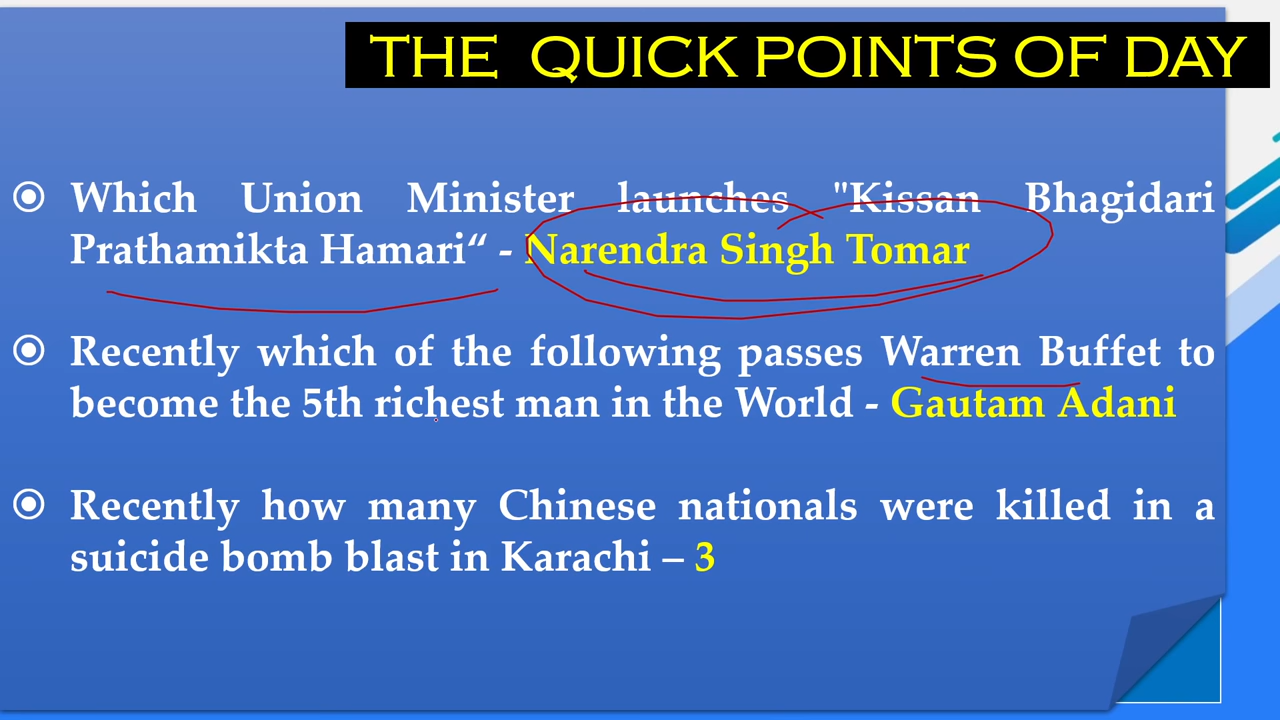 THE QUICK POINTS OF DAY
Which Union Minister launches "Kissan Bhagidari
Prathamikta Hamari“ - Narendra Singh Tomar
Recently which of the following passes Warren Buffet to
become the 5th richest man in the World - Gautam Adani
Recently how many Chinese nationals were killed in a
suicide bomb blast in Karachi – 3